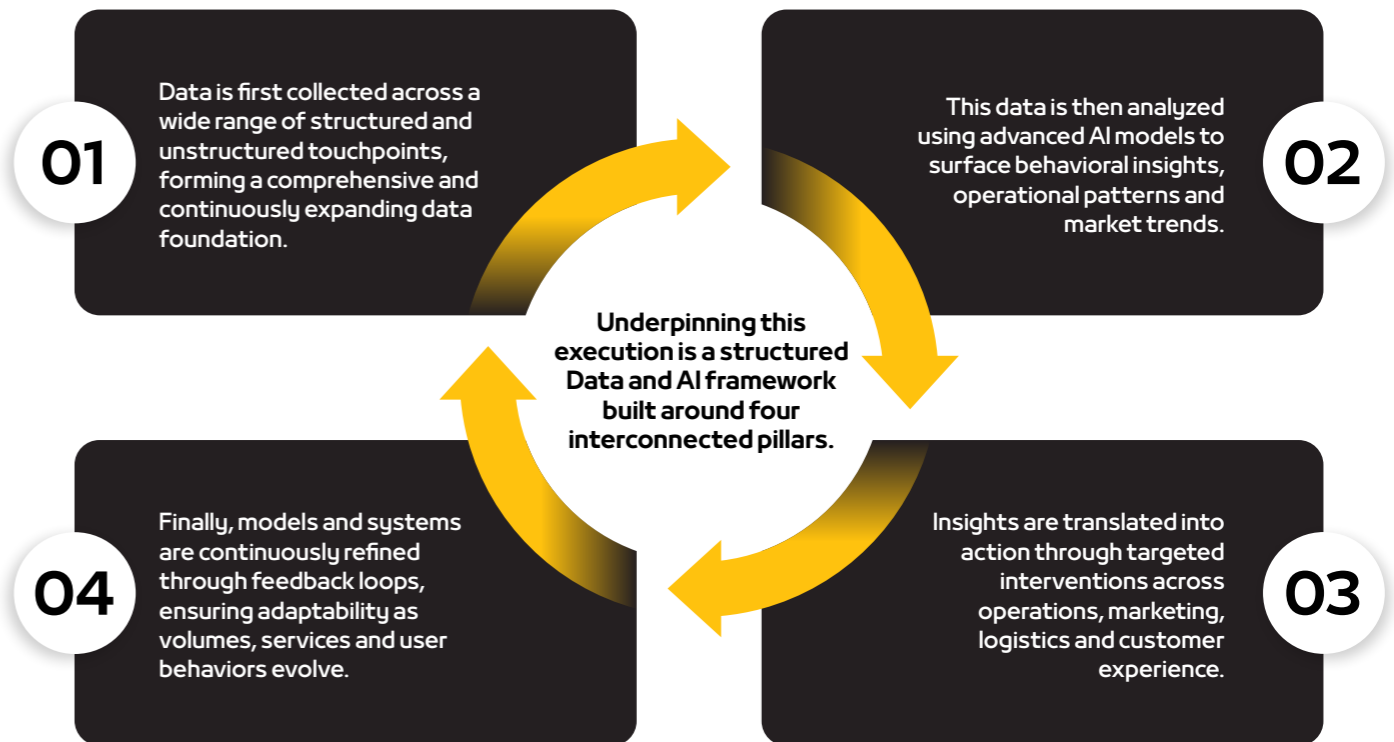 01
Data is first collected across a
wide range of structured and
unstructured touchpoints,
forming a comprehensive and
continuously expanding data
foundation.
This data is then analyzed
using advanced AI models to
surface behavioral insights,
operational patterns and
market trends.
02
Underpinning this
execution is a structured
Data and AI framework
built around four
interconnected pillars.
Insights are translated into
action through targeted
interventions across
operations, marketing,
logistics and customer
experience.
03
04
Finally, models and systems
are continuously refined
through feedback loops,
ensuring adaptability as
volumes, services and user
behaviors evolve.